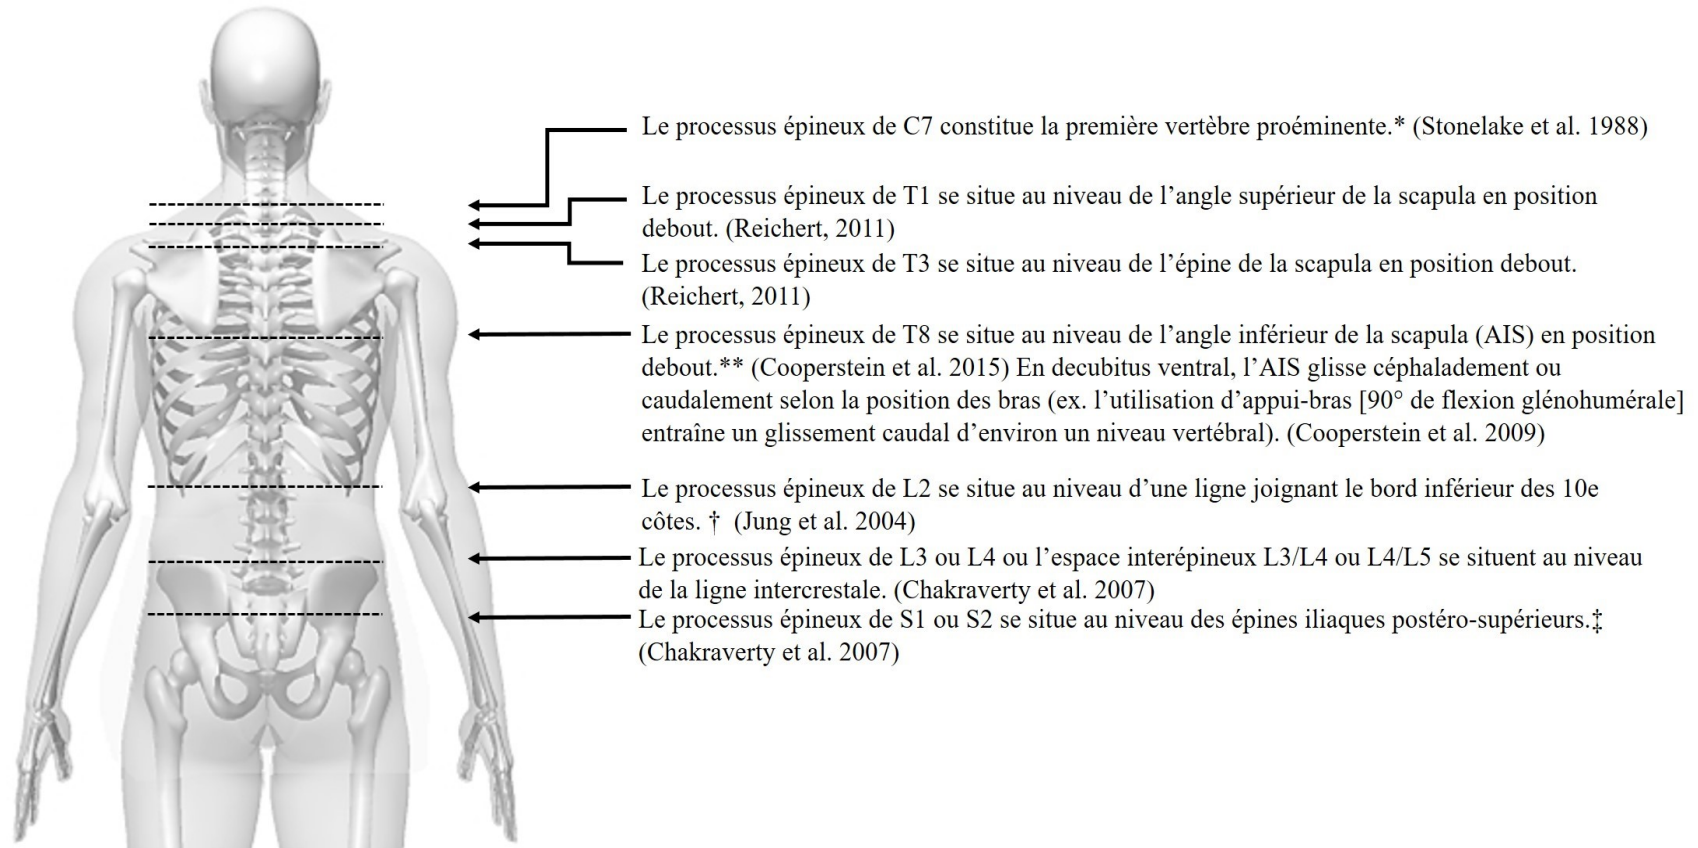 Le processus épineux de C7 constitue la première vertèbre proéminente.* (Stonelake et al. 1988)
Le processus épineux de T1 se situe au niveau de l’angle supérieur de la scapula en position
debout. (Reichert, 2011)
Le processus épineux de T3 se situe au niveau de l’épine de la scapula en position debout.
(Reichert, 2011)
Le processus épineux de T8 se situe au niveau de l’angle inférieur de la scapula (AIS) en position
debout.** (Cooperstein et al. 2015) En decubitus ventral, l’AIS glisse céphaladement ou
caudalement selon la position des bras (ex. l’utilisation d’appui-bras [90° de flexion glénohumérale]
entraîne un glissement caudal d’environ un niveau vertébral). (Cooperstein et al. 2009)
Le processus épineux de L2 se situe au niveau d’une ligne joignant le bord inférieur des 10e
côtes. † (Jung et al. 2004)
Le processus épineux de L3 ou L4 ou l’espace interépineux L3/L4 ou L4/L5 se situent au niveau
de la ligne intercrestale. (Chakraverty et al. 2007)
Le processus épineux de S1 ou S2 se situe au niveau des épines iliaques postéro-supérieurs.‡
(Chakraverty et al. 2007)